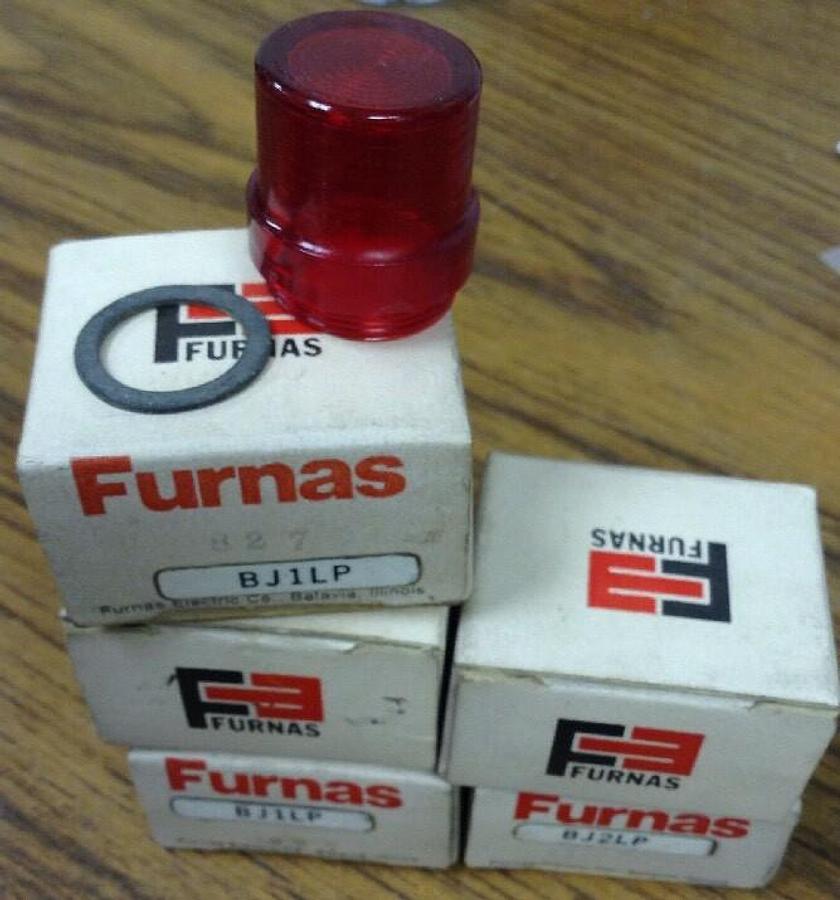 FURNAS
Furnas
827
BJ1LP
Furnas Electric Co., Batavia, Illinois
FURNAS
FURNAS
FURNAS
Furnas
BJ1LP
Furnas
BJ2LP